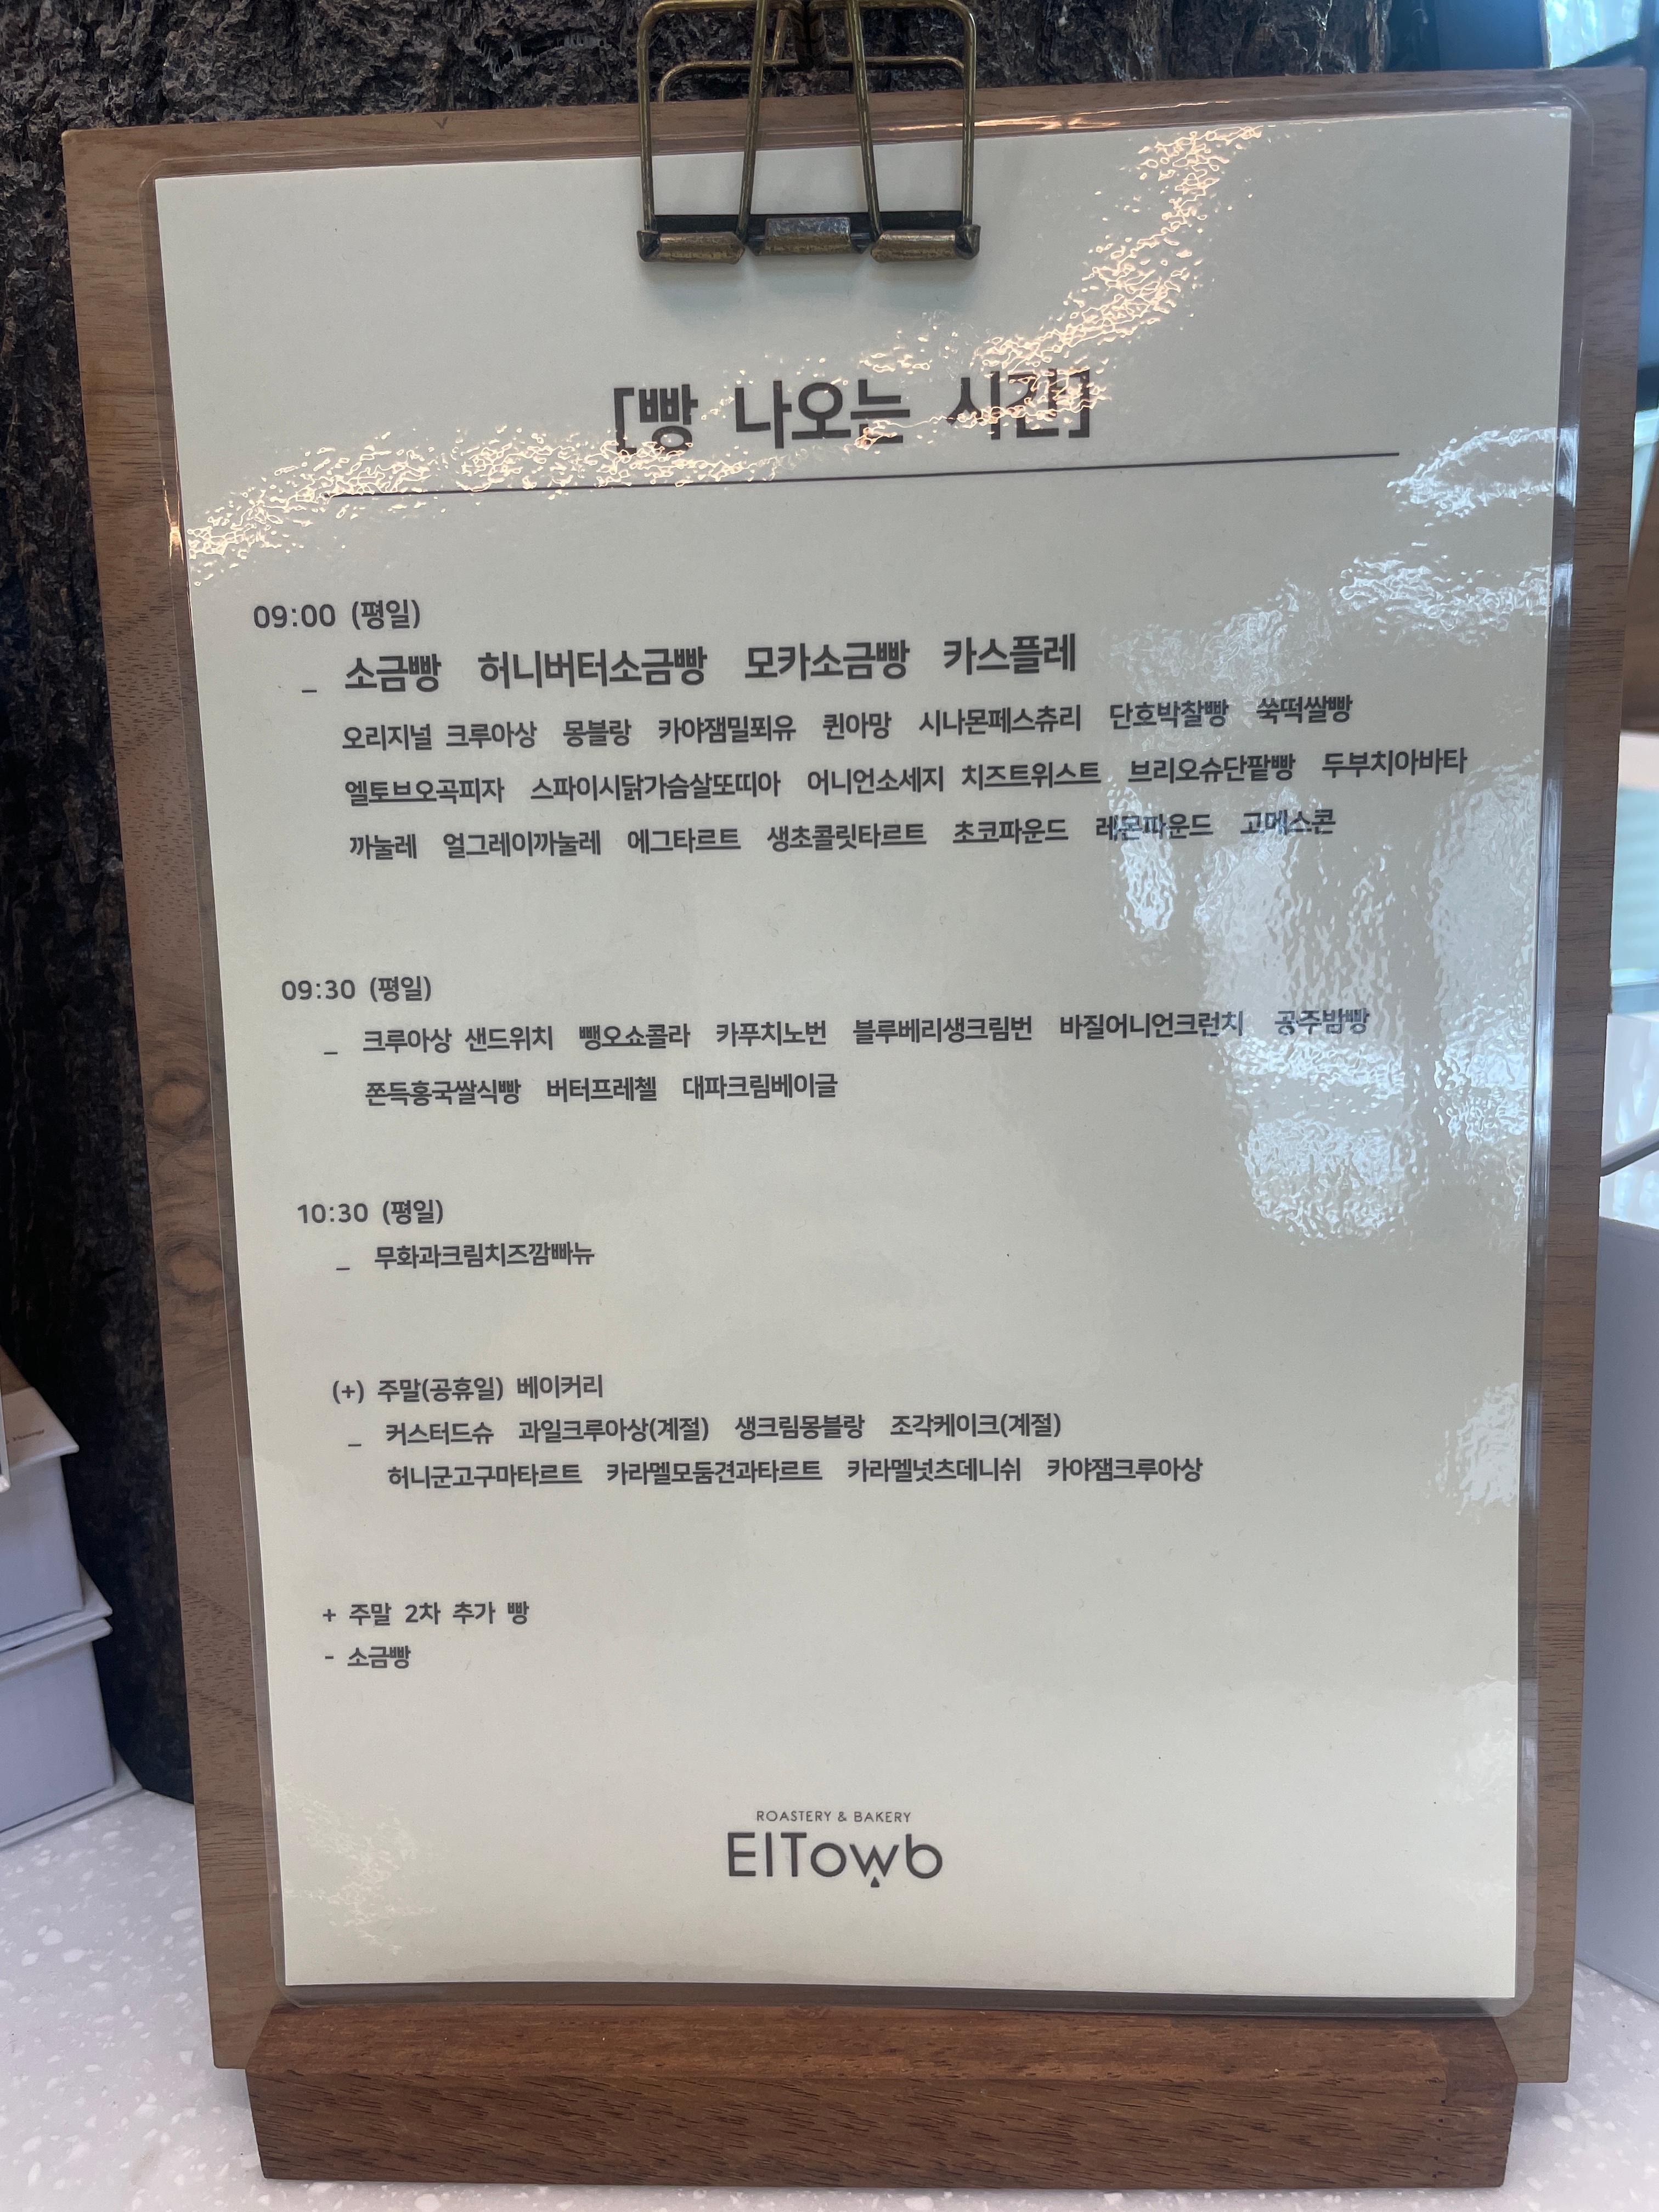 [빵 나오는 시간]
09:00 (평일)
_ 소금빵 허니버터소금빵 모카소금빵 카스플레
오리지널 크루아상 몽블랑 카야잼밀푀유 퀸아망 시나몬페스츄리 단호박찰빵 쑥떡쌀빵
엘토브오곡피자 스파이시닭가슴살또띠아 어니언소세지 치즈트위스트 브리오슈단팥빵 두부치아바타
까눌레 얼그레이까눌레 에그타르트 생초콜릿타르트 초코파운드 레몬파운드 고메스콘
09:30 (평일)
_ 크루아상 샌드위치 뺑오쇼콜라 카푸치노번 블루베리생크림번 바질어니언크런치 공주밤빵
쫀득홍국쌀식빵 버터프레첼 대파크림베이글
10:30 (평일)
_ 무화과크림치즈깜빠뉴
(+) 주말(공휴일) 베이커리
_ 커스터드슈 과일크루아상(계절) 생크림몽블랑 조각케이크(계절)
허니군고구마타르트 카라멜모둠견과타르트 카라멜넛츠데니쉬 카야잼크루아상
+ 주말 2차 추가 빵
- 소금빵
ROASTERY & BAKERY
ElTowb